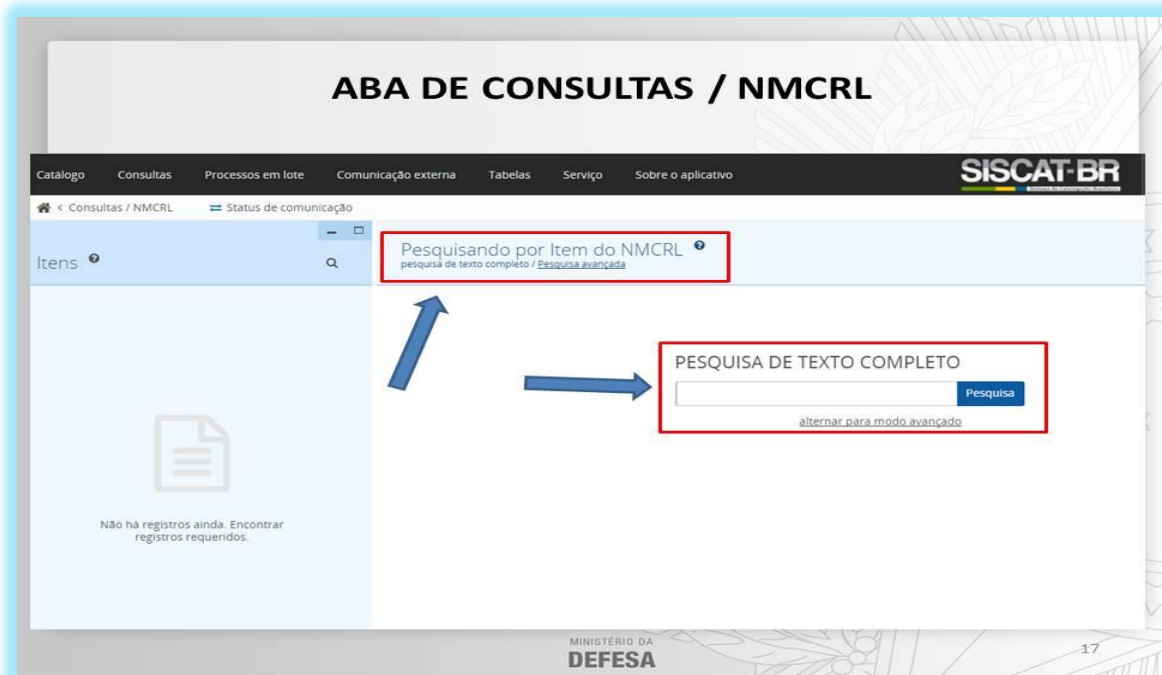 ABA DE CONSULTAS / NMCRL
Catálogo Consultas Processos em lote Comunicação externa Tabelas Serviço Sobre o aplicativo
SISCAT-BR
< Consultas / NMCRL Status de comunicação
Itens
Pesquisando por Item do NMCRL
pesquisa de texto completo / Pesquisa avançada
PESQUISA DE TEXTO COMPLETO
Pesquisa
alternar para modo avançado
Não há registros ainda. Encontrar
registros requeridos.
MINISTÉRIO DA
DEFESA
17